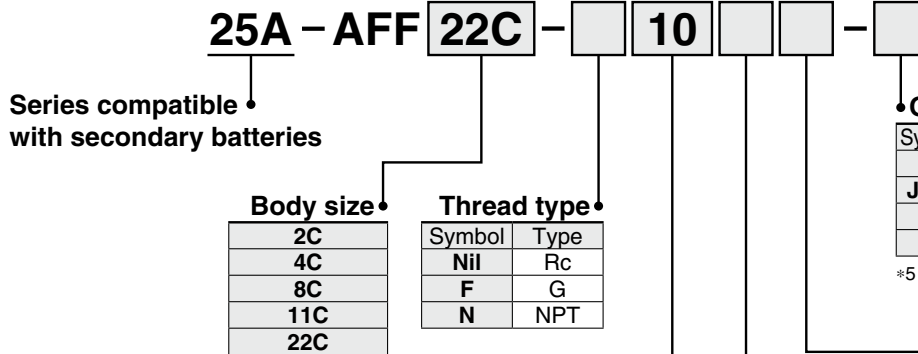 25A – AFF 22C – 10 –
Series compatible
with secondary batteries
Body size
2C
4C
8C
11C
22C
Thread type
Symbol Type
Nil Rc
F G
N NPT
J
*5